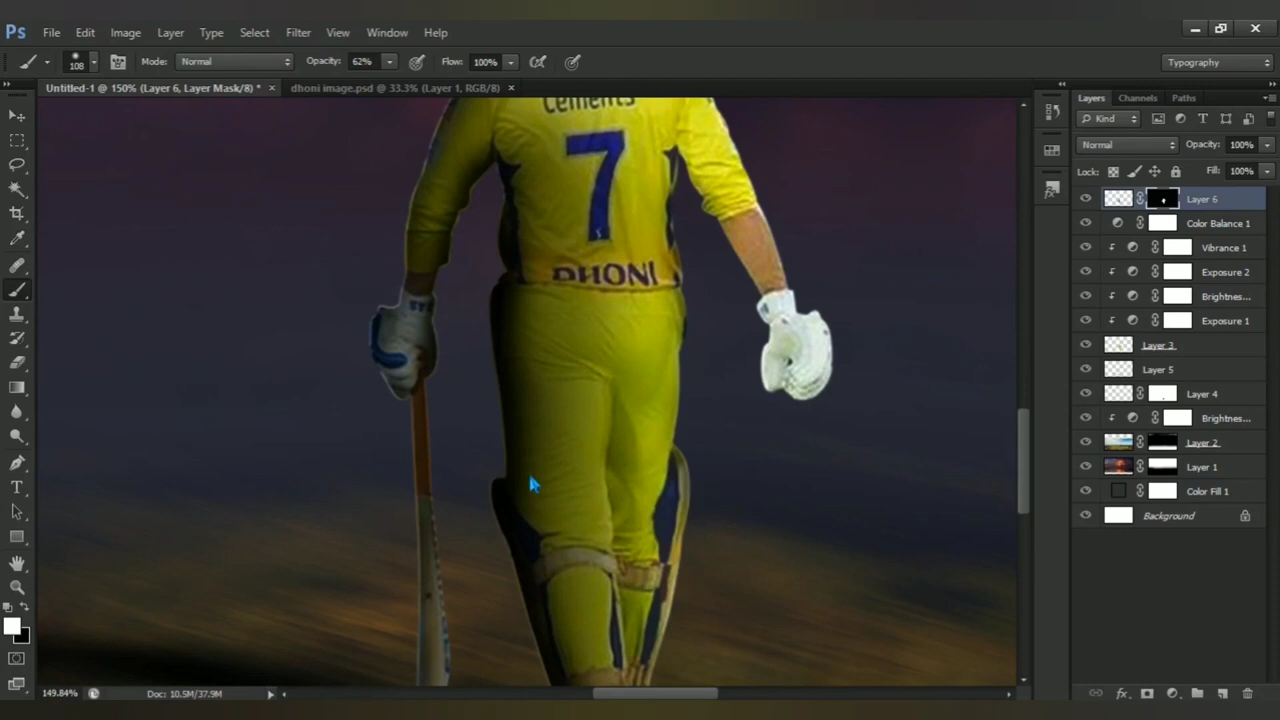 Ps File Edit Image Layer Type Select Filter View Window Help
108 Mode: Normal Opacity: 62% Flow: 100% Typography
Untitled-1 @ 150% (Layer 6, Layer Mask/8) * × dhoni image.psd @ 33.3% (Layer 1, RGB/8) ×
Layers Channels Paths
Kind
Normal Opacity: 100%
Lock: Fill: 100%
Layer 6
Color Balance 1
Vibrance 1
Exposure 2
Brightnes...
Exposure 1
Layer 3
Layer 5
Layer 4
Brightnes...
Layer 2
Layer 1
Color Fill 1
Background
Cements
7
DHONI
149.84% Doc: 10.5M/37.9M